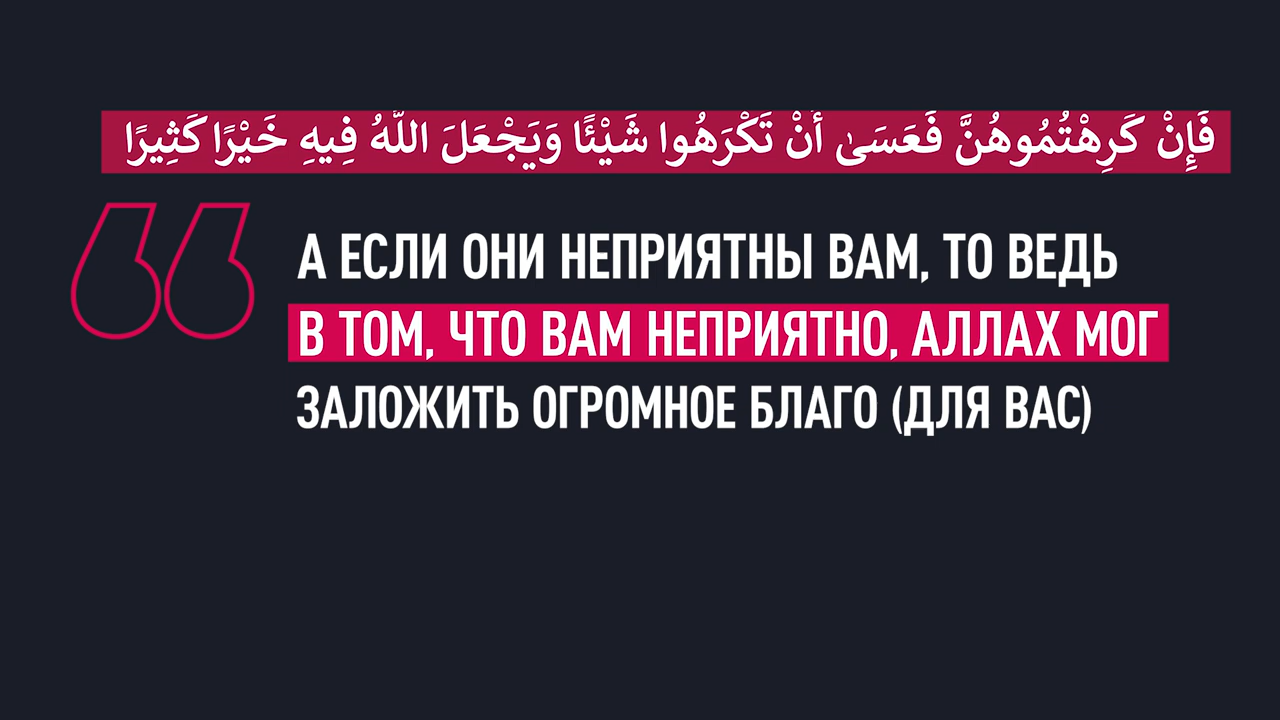 فَإِنْ كَرِهْتُمُوهُنَّ فَعَسَىٰ أَنْ تَكْرَهُوا شَيْئًا وَيَجْعَلَ اللَّهُ فِيهِ خَيْرًا كَثِيرًا
А ЕСЛИ ОНИ НЕПРИЯТНЫ ВАМ, ТО ВЕДЬ
В ТОМ, ЧТО ВАМ НЕПРИЯТНО, АЛЛАХ МОГ
ЗАЛОЖИТЬ ОГРОМНОЕ БЛАГО (ДЛЯ ВАС)